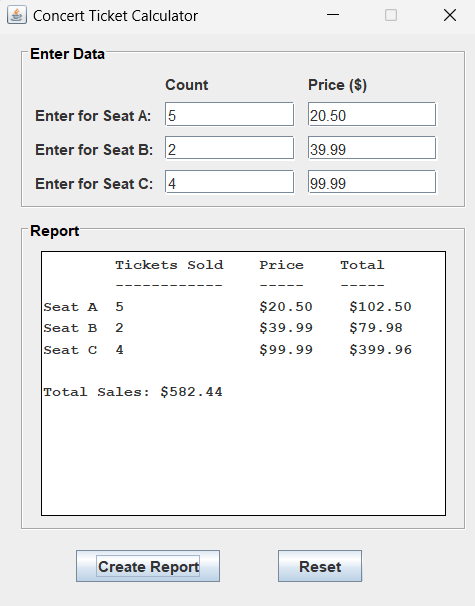 Concert Ticket Calculator
Enter Data
Count Price ($)
Enter for Seat A: 5 20.50
Enter for Seat B: 2 39.99
Enter for Seat C: 4 99.99
Report
Tickets Sold Price Total
------------ ----- -----
Seat A 5 $20.50 $102.50
Seat B 2 $39.99 $79.98
Seat C 4 $99.99 $399.96
Total Sales: $582.44
Create Report Reset